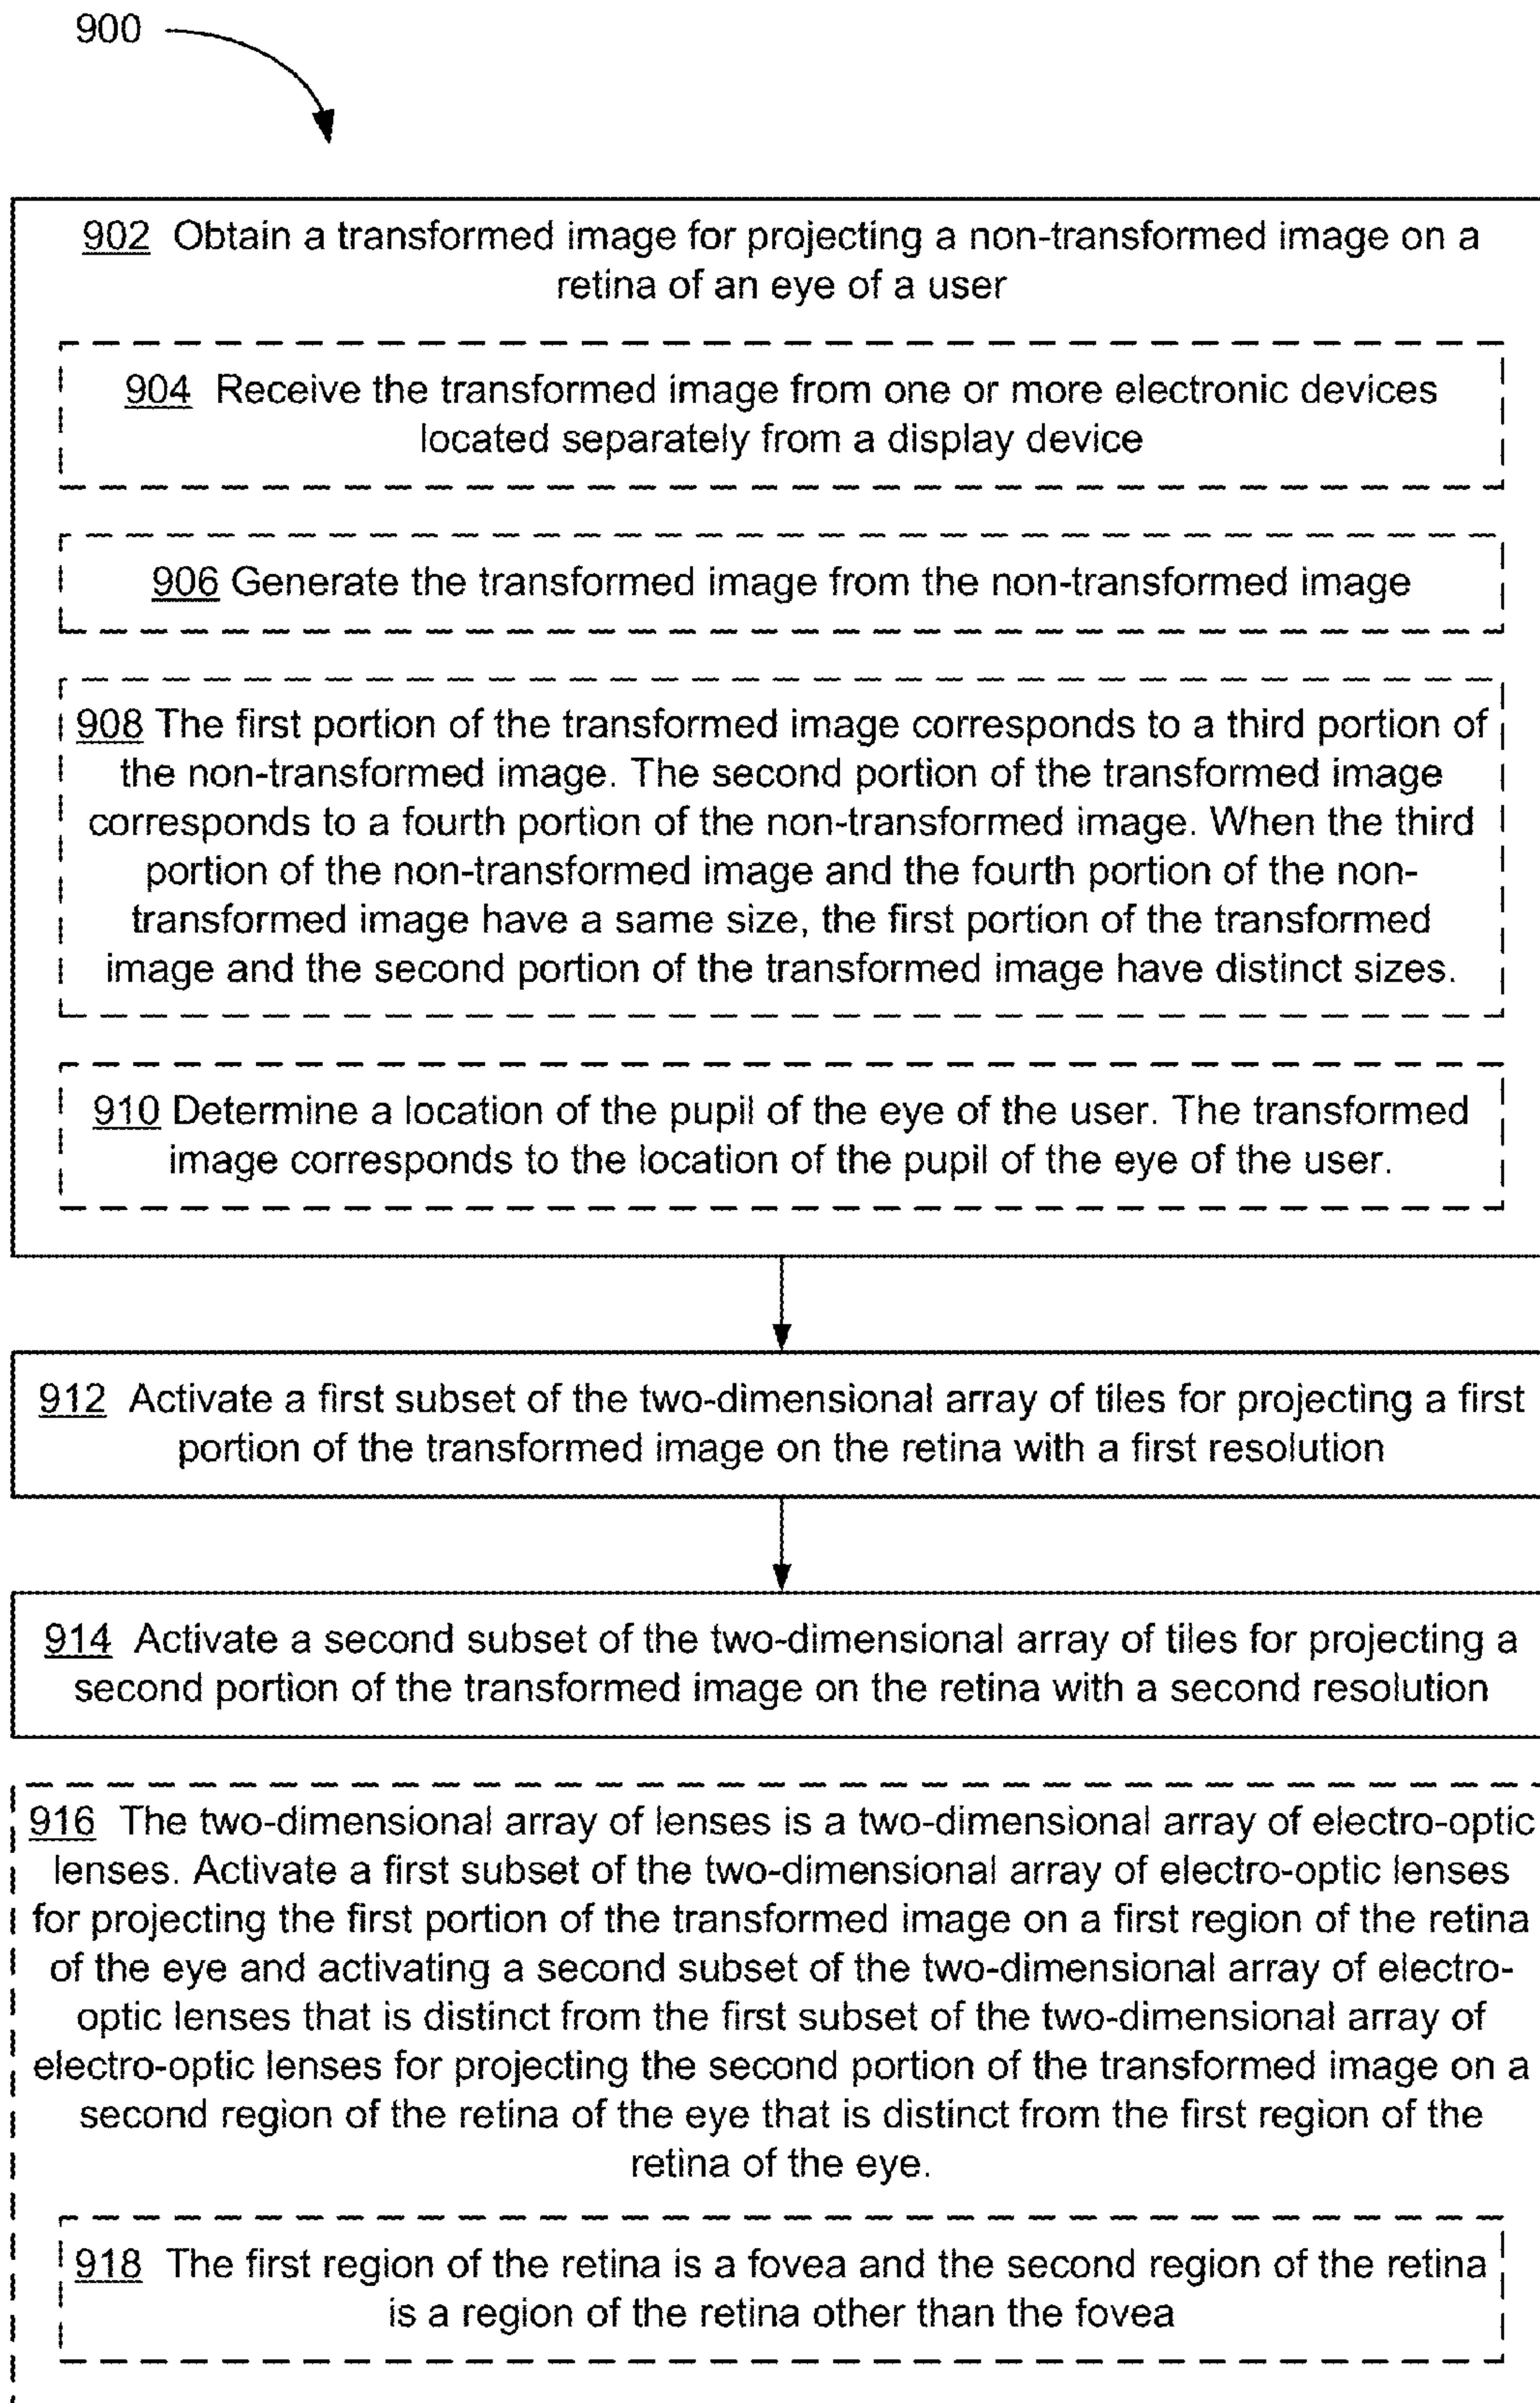 900
902 Obtain a transformed image for projecting a non-transformed image on a
retina of an eye of a user
904 Receive the transformed image from one or more electronic devices
located separately from a display device
906 Generate the transformed image from the non-transformed image
908 The first portion of the transformed image corresponds to a third portion of
the non-transformed image. The second portion of the transformed image
corresponds to a fourth portion of the non-transformed image. When the third
portion of the non-transformed image and the fourth portion of the non-
transformed image have a same size, the first portion of the transformed
image and the second portion of the transformed image have distinct sizes.
910 Determine a location of the pupil of the eye of the user. The transformed
image corresponds to the location of the pupil of the eye of the user.
912 Activate a first subset of the two-dimensional array of tiles for projecting a first
portion of the transformed image on the retina with a first resolution
914 Activate a second subset of the two-dimensional array of tiles for projecting a
second portion of the transformed image on the retina with a second resolution
916 The two-dimensional array of lenses is a two-dimensional array of electro-optic
lenses. Activate a first subset of the two-dimensional array of electro-optic lenses
for projecting the first portion of the transformed image on a first region of the retina
of the eye and activating a second subset of the two-dimensional array of electro-
optic lenses that is distinct from the first subset of the two-dimensional array of
electro-optic lenses for projecting the second portion of the transformed image on a
second region of the retina of the eye that is distinct from the first region of the
retina of the eye.
918 The first region of the retina is a fovea and the second region of the retina
is a region of the retina other than the fovea